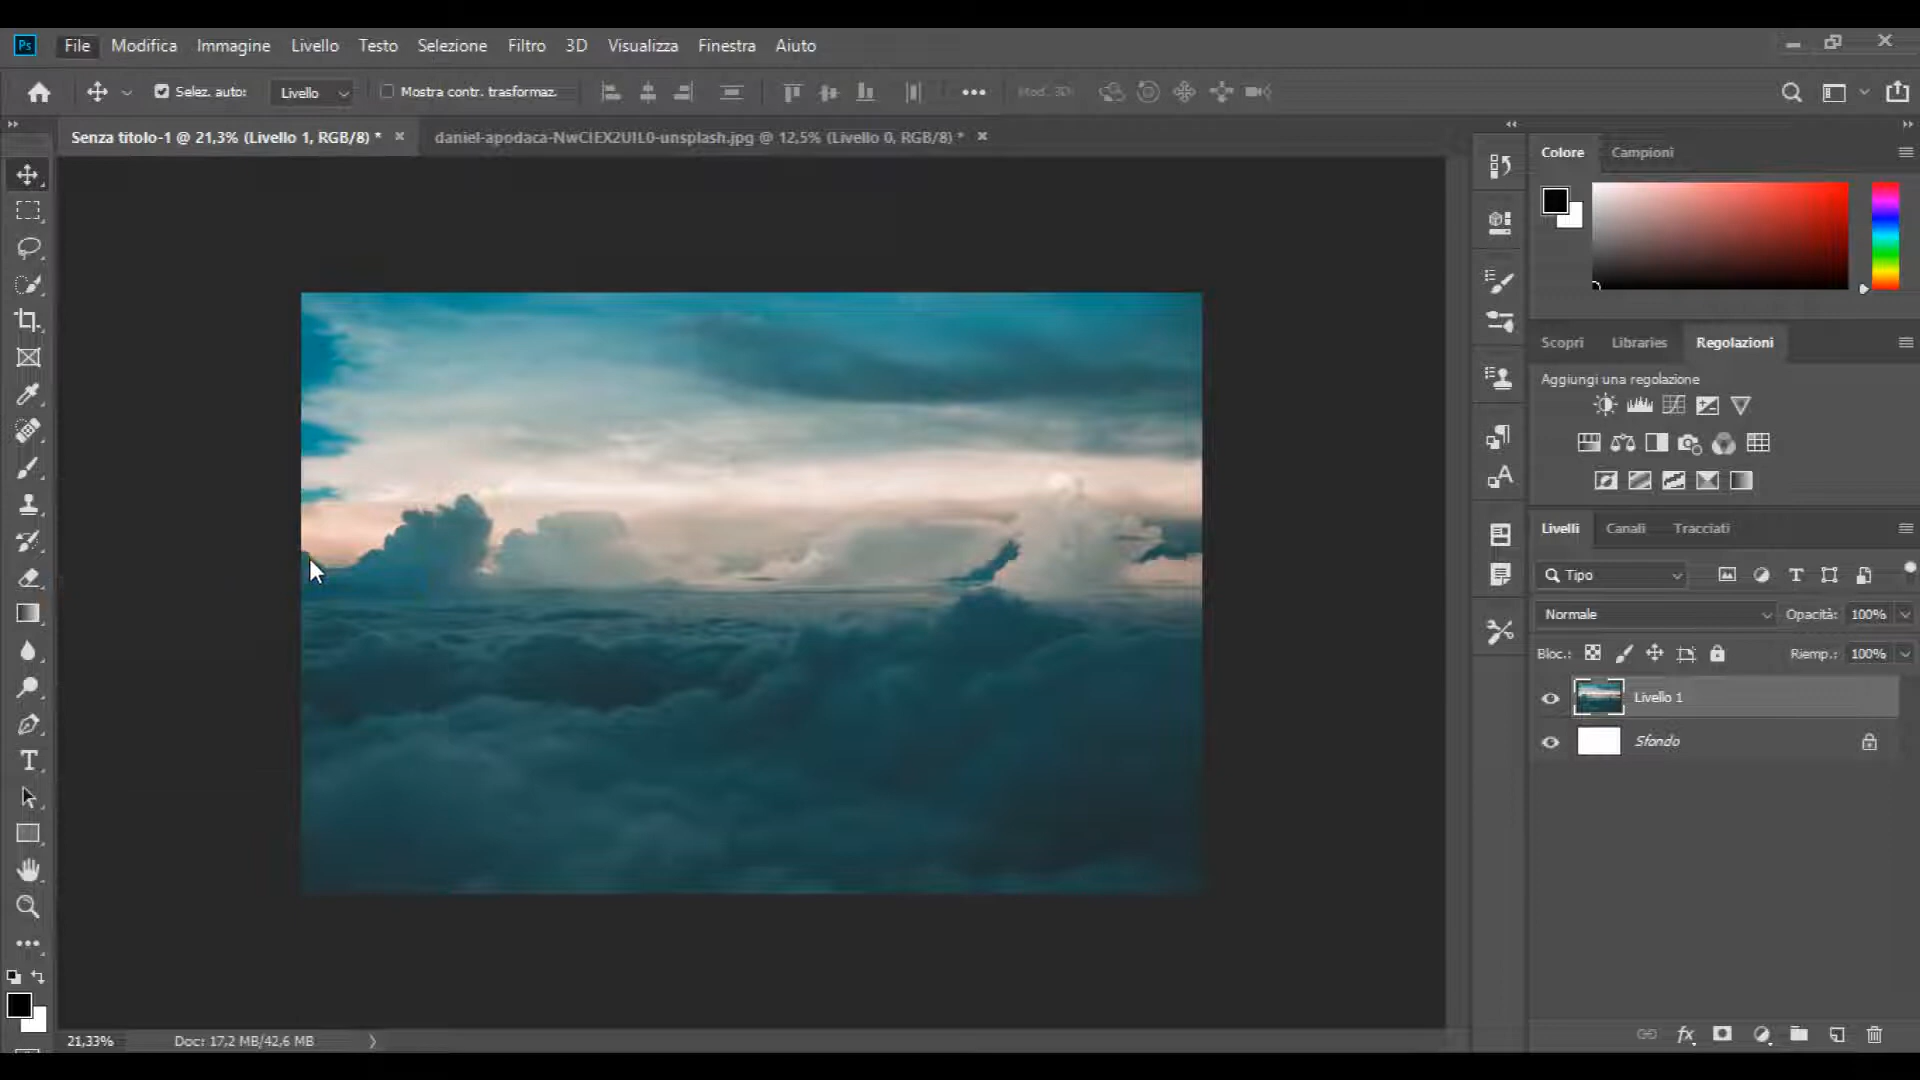 Ps File Modifica Immagine Livello Testo Selezione Filtro 3D Visualizza Finestra Aiuto
Selez. auto: Livello Mostra contr. trasformaz. Mod. 3D:
Senza titolo-1 @ 21,3% (Livello 1, RGB/8) * daniel-apodaca-NwCIEX2UIL0-unsplash.jpg @ 12,5% (Livello 0, RGB/8) *
Colore Campioni
Scopri Libraries Regolazioni
Aggiungi una regolazione
Livelli Canali Tracciati
Tipo
Normale Opacità: 100%
Bloc.: Riemp.: 100%
Livello 1
Sfondo
21,33% Doc: 17,2 MB/42,6 MB